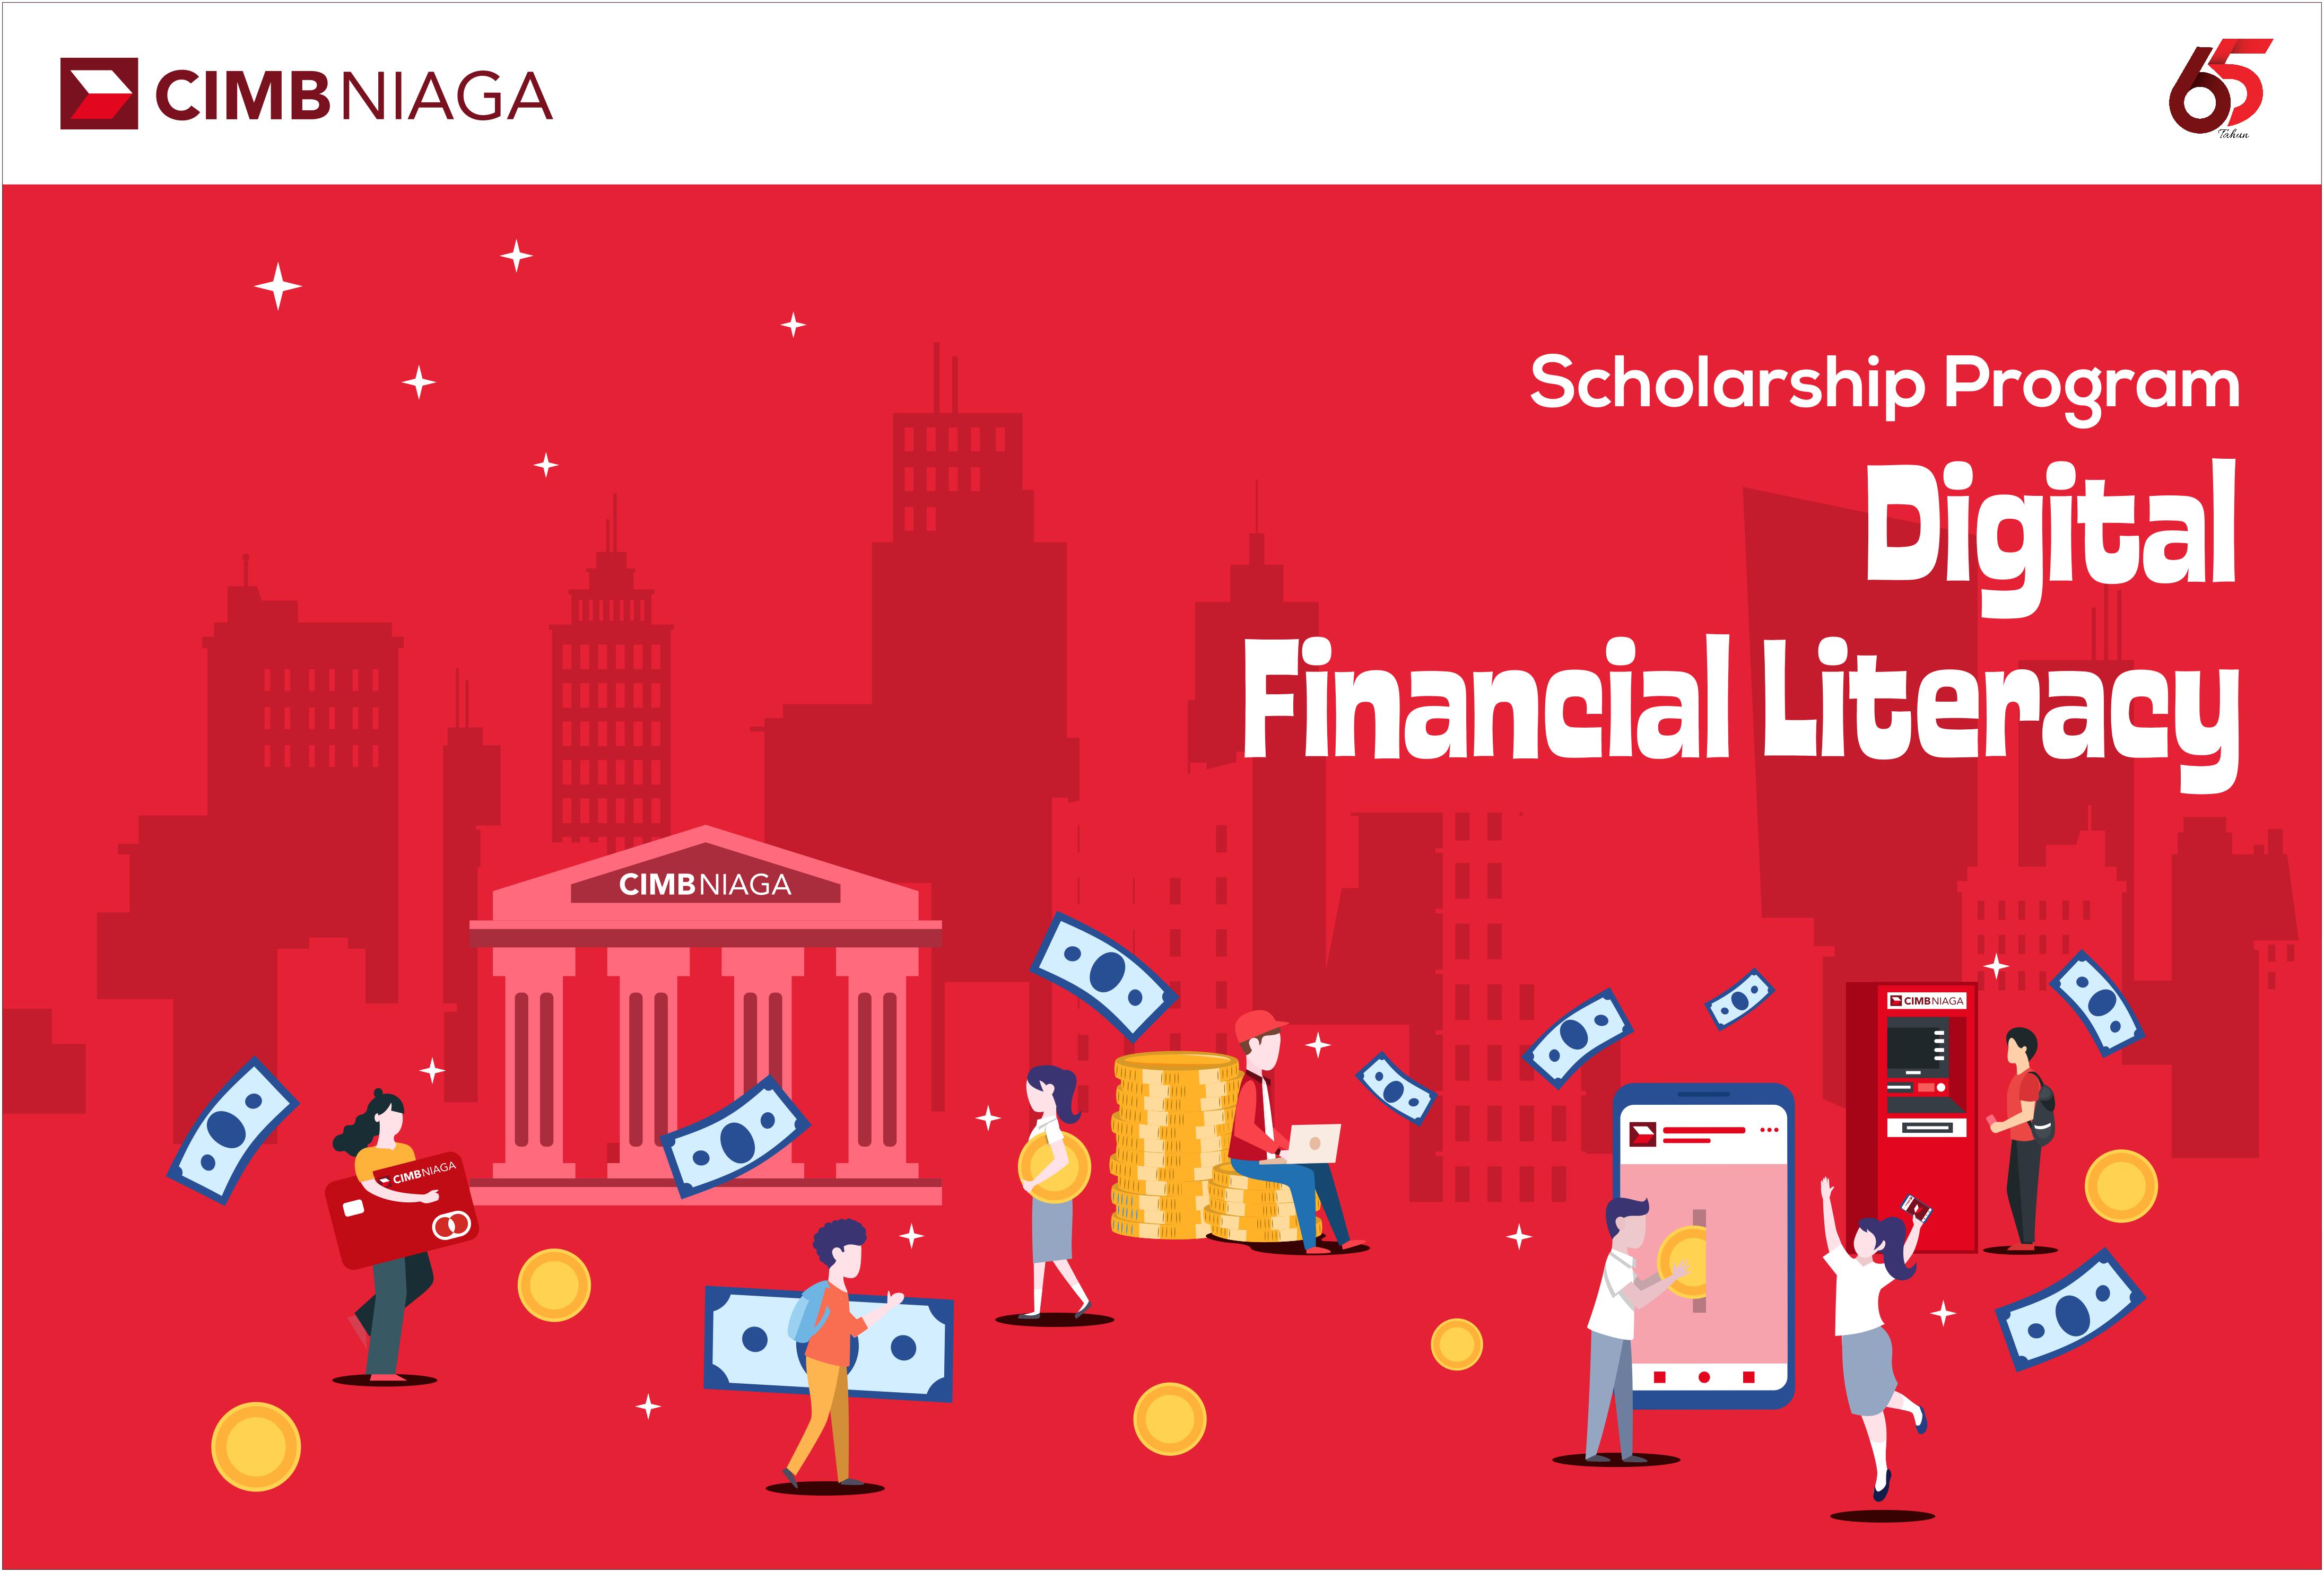 CIMB NIAGA
65
Tahun
Scholarship Program
Digital
Financial Literacy
CIMB NIAGA
CIMB NIAGA
CIMB NIAGA